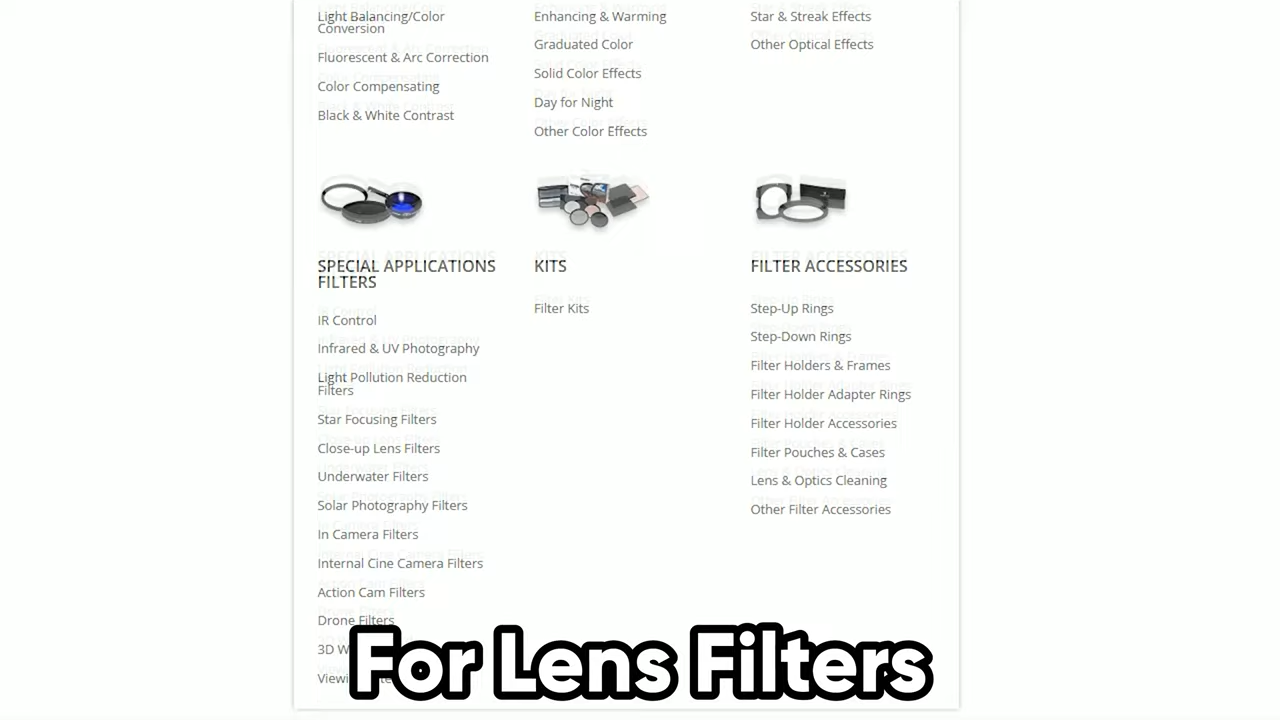 Light Balancing/Color
Conversion
Fluorescent & Arc Correction
Color Compensating
Black & White Contrast
Enhancing & Warming
Graduated Color
Solid Color Effects
Day for Night
Other Color Effects
Star & Streak Effects
Other Optical Effects
SPECIAL APPLICATIONS
FILTERS
IR Control
Infrared & UV Photography
Light Pollution Reduction
Filters
Star Focusing Filters
Close-up Lens Filters
Underwater Filters
Solar Photography Filters
In Camera Filters
Internal Cine Camera Filters
Action Cam Filters
Drone Filters
KITS
Filter Kits
FILTER ACCESSORIES
Step-Up Rings
Step-Down Rings
Filter Holders & Frames
Filter Holder Adapter Rings
Filter Holder Accessories
Filter Pouches & Cases
Lens & Optics Cleaning
Other Filter Accessories
3D
For Lens Filters